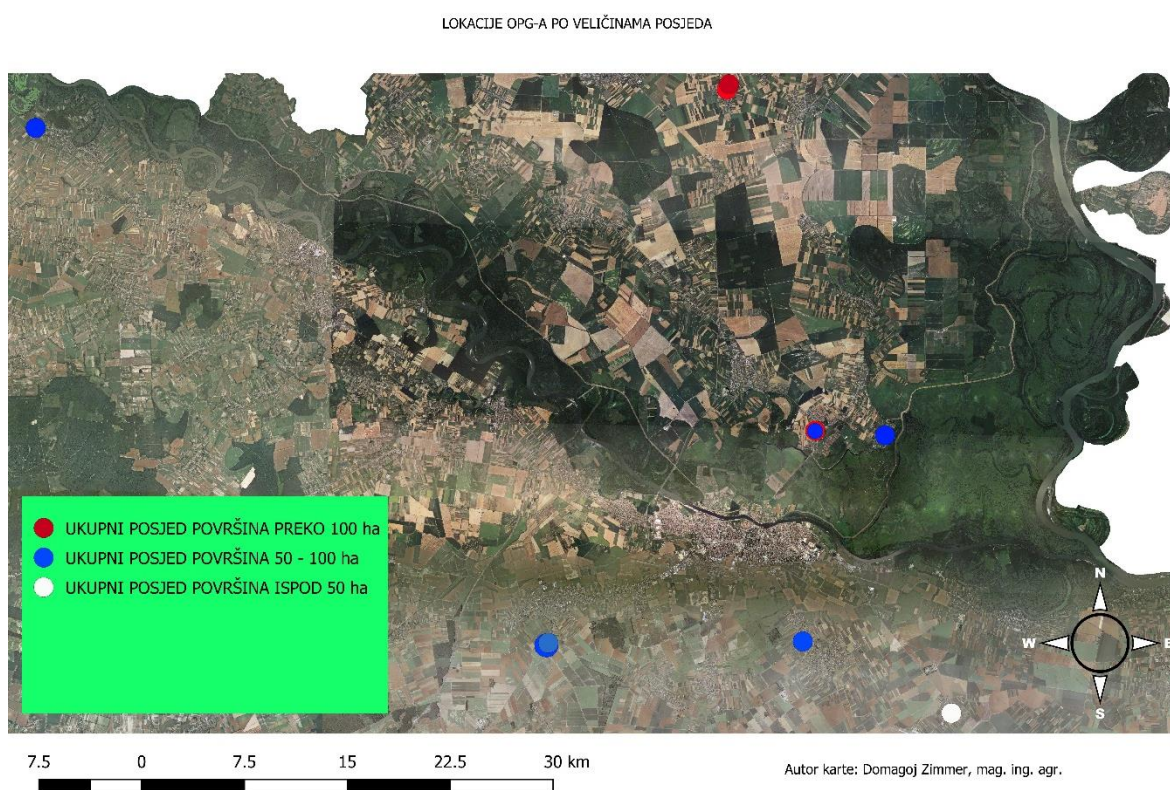 LOKACIJE OPG-A PO VELIČINAMA POSJEDA
UKUPNI POSJED POVRŠINA PREKO 100 ha
UKUPNI POSJED POVRŠINA 50 - 100 ha
UKUPNI POSJED POVRŠINA ISPOD 50 ha
N
W E
S
7.5 0 7.5 15 22.5 30 km
Autor karte: Domagoj Zimmer, mag. ing. agr.